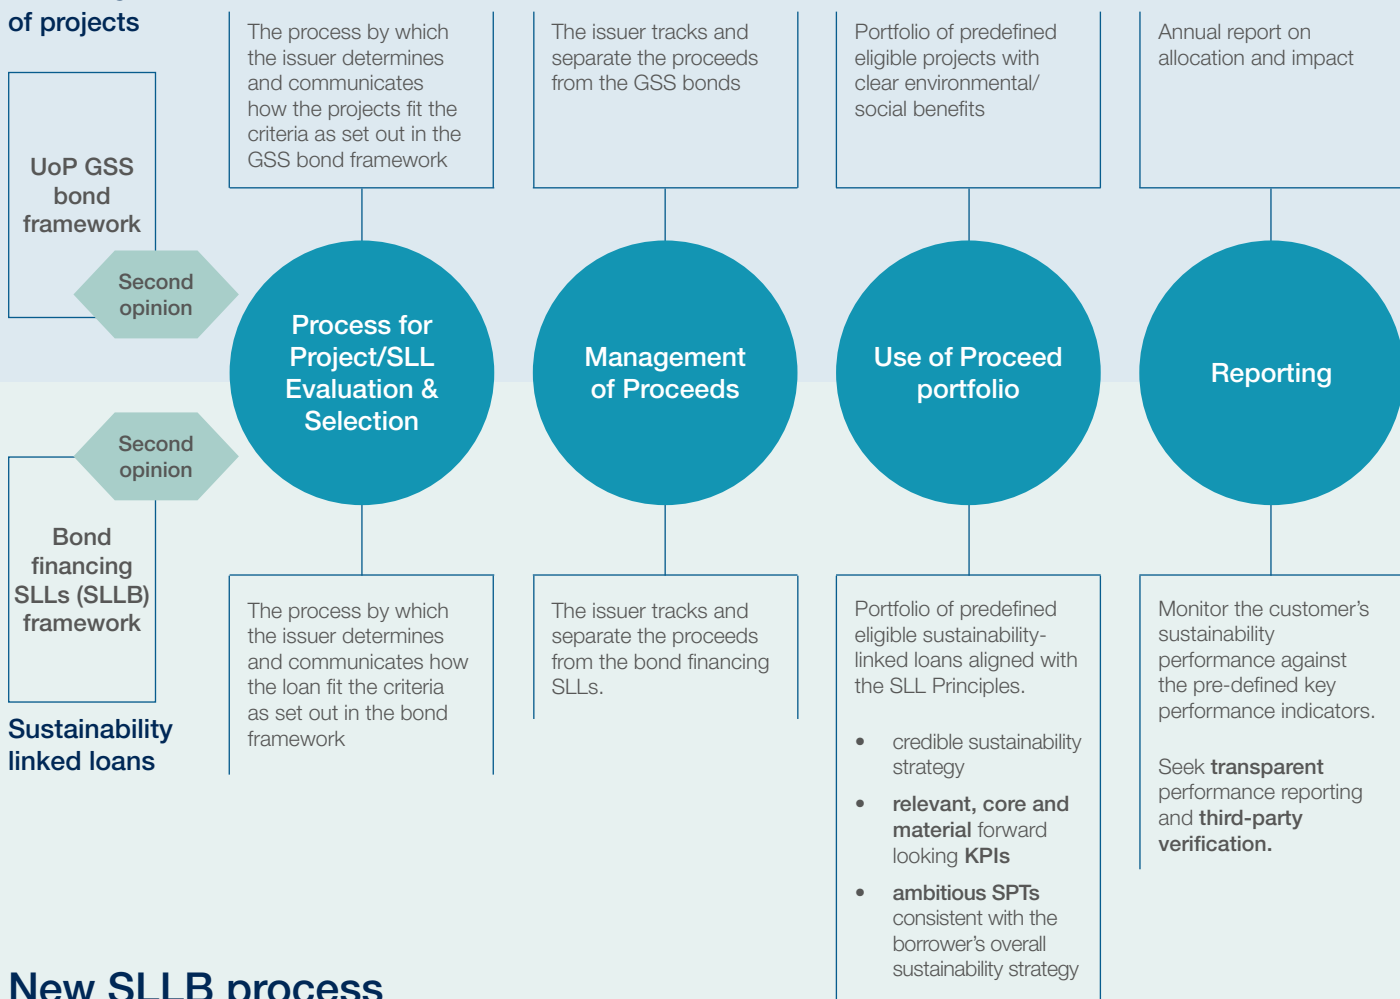 of projects
The process by which
the issuer determines
and communicates
how the projects fit the
criteria as set out in the
GSS bond framework
The issuer tracks and
separate the proceeds
from the GSS bonds
Portfolio of predefined
eligible projects with
clear environmental/
social benefits
Annual report on
allocation and impact
UoP GSS
bond
framework
Second
opinion
Process for
Project/SLL
Evaluation &
Selection
Management
of Proceeds
Use of Proceed
portfolio
Reporting
Second
opinion
Bond
financing
SLLs (SLLB)
framework
Sustainability
linked loans
The process by which
the issuer determines
and communicates how
the loan fit the criteria
as set out in the bond
framework
The issuer tracks and
separate the proceeds
from the bond financing
SLLs.
Portfolio of predefined
eligible sustainability-
linked loans aligned with
the SLL Principles.
• credible sustainability
strategy
• relevant, core and
material forward
looking KPIs
• ambitious SPTs
consistent with the
borrower's overall
sustainability strategy
Monitor the customer's
sustainability
performance against
the pre-defined key
performance indicators.
Seek transparent
performance reporting
and third-party
verification.
New SLLB process